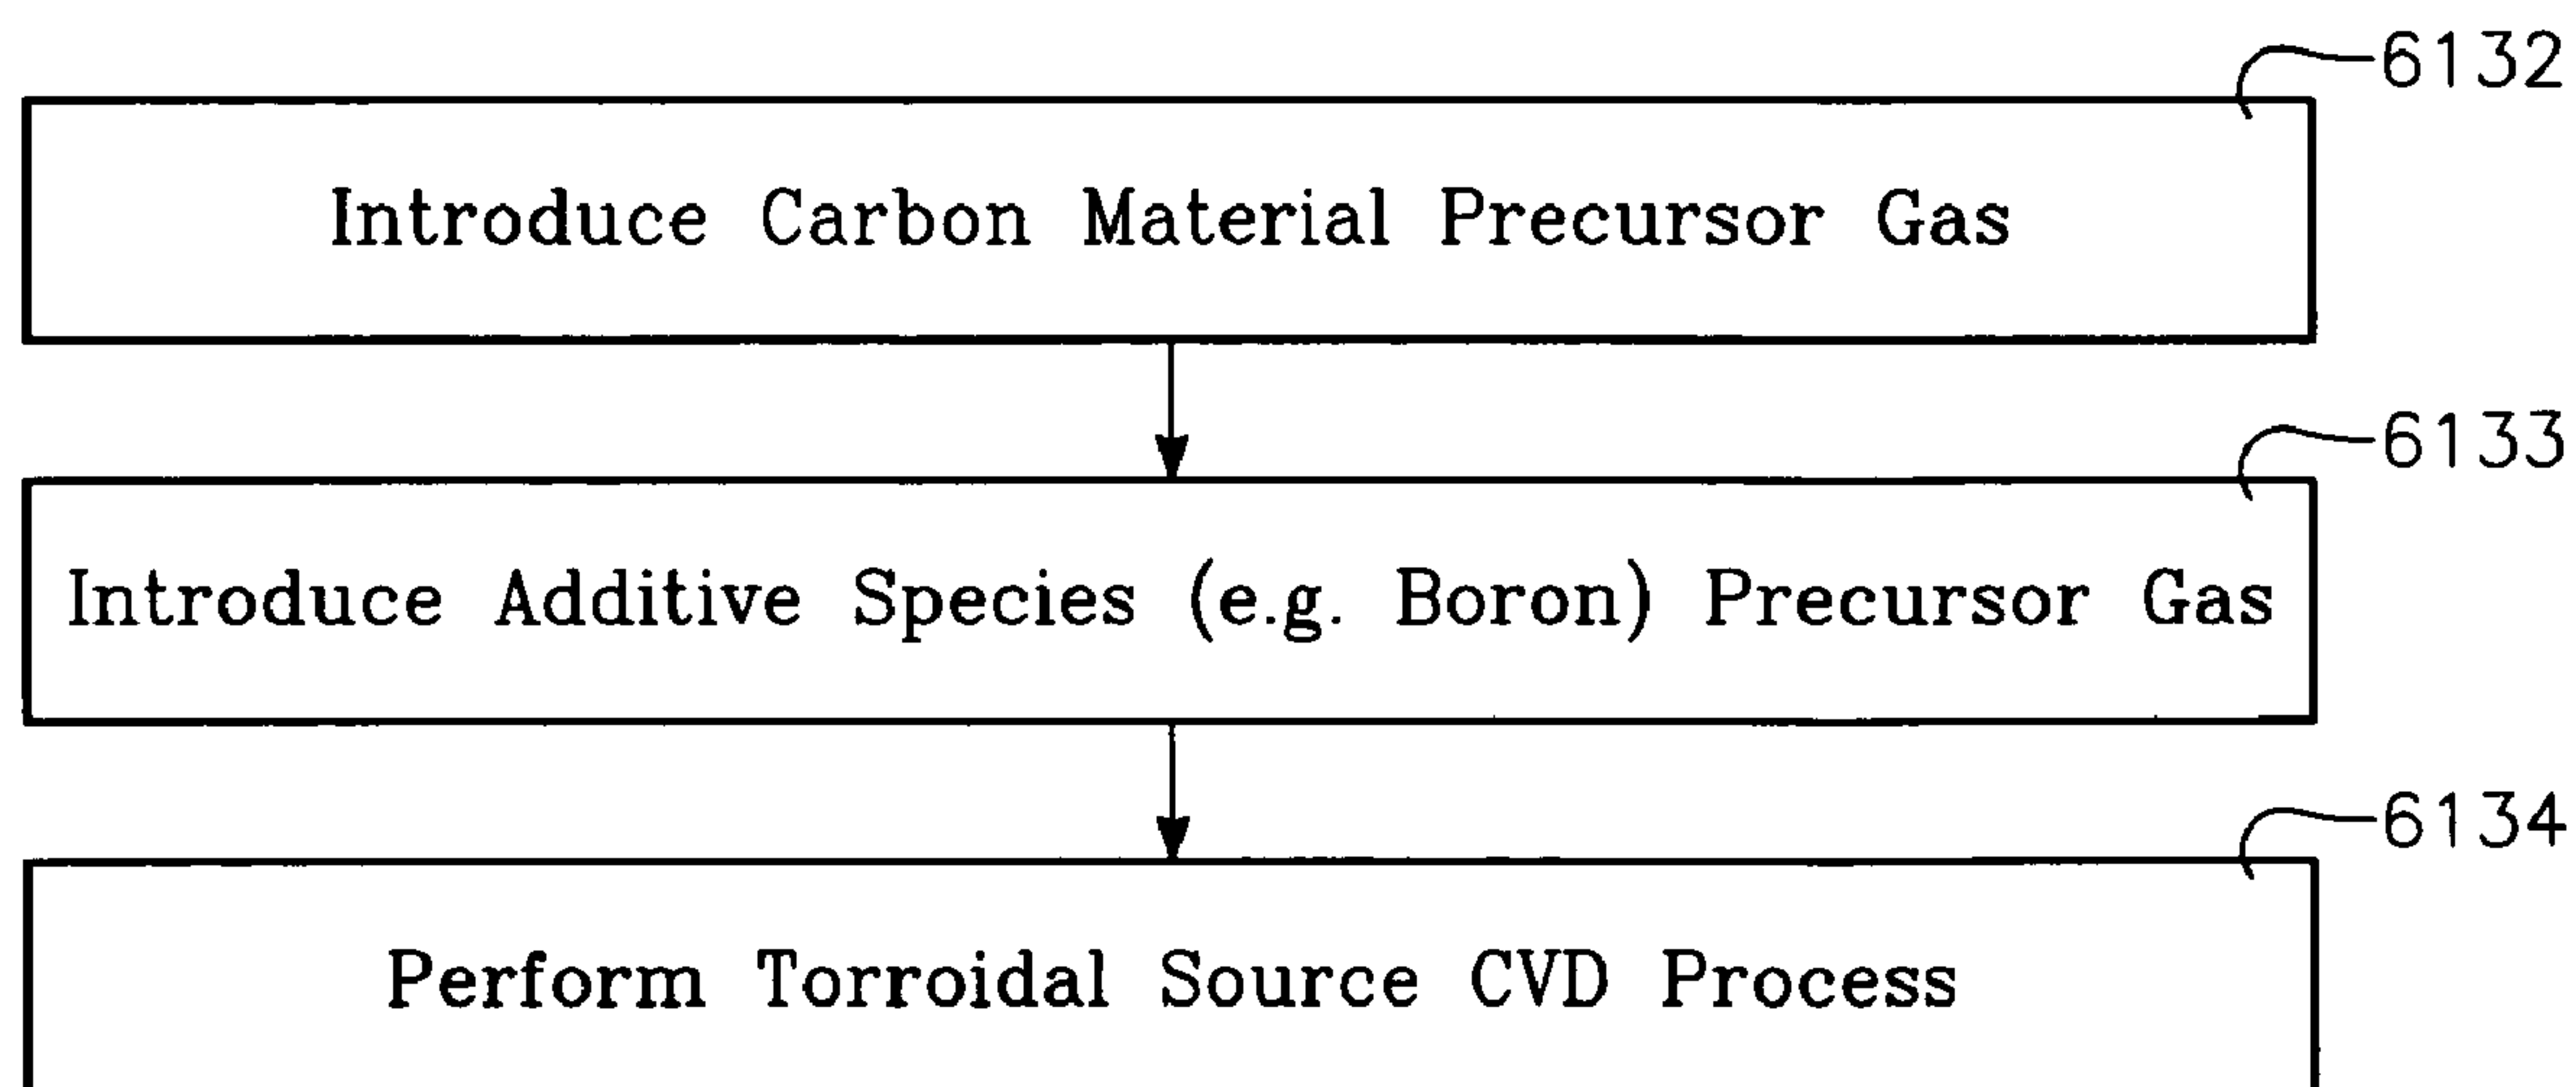 6132
Introduce Carbon Material Precursor Gas
6133
Introduce Additive Species (e.g. Boron) Precursor Gas
6134
Perform Torroidal Source CVD Process